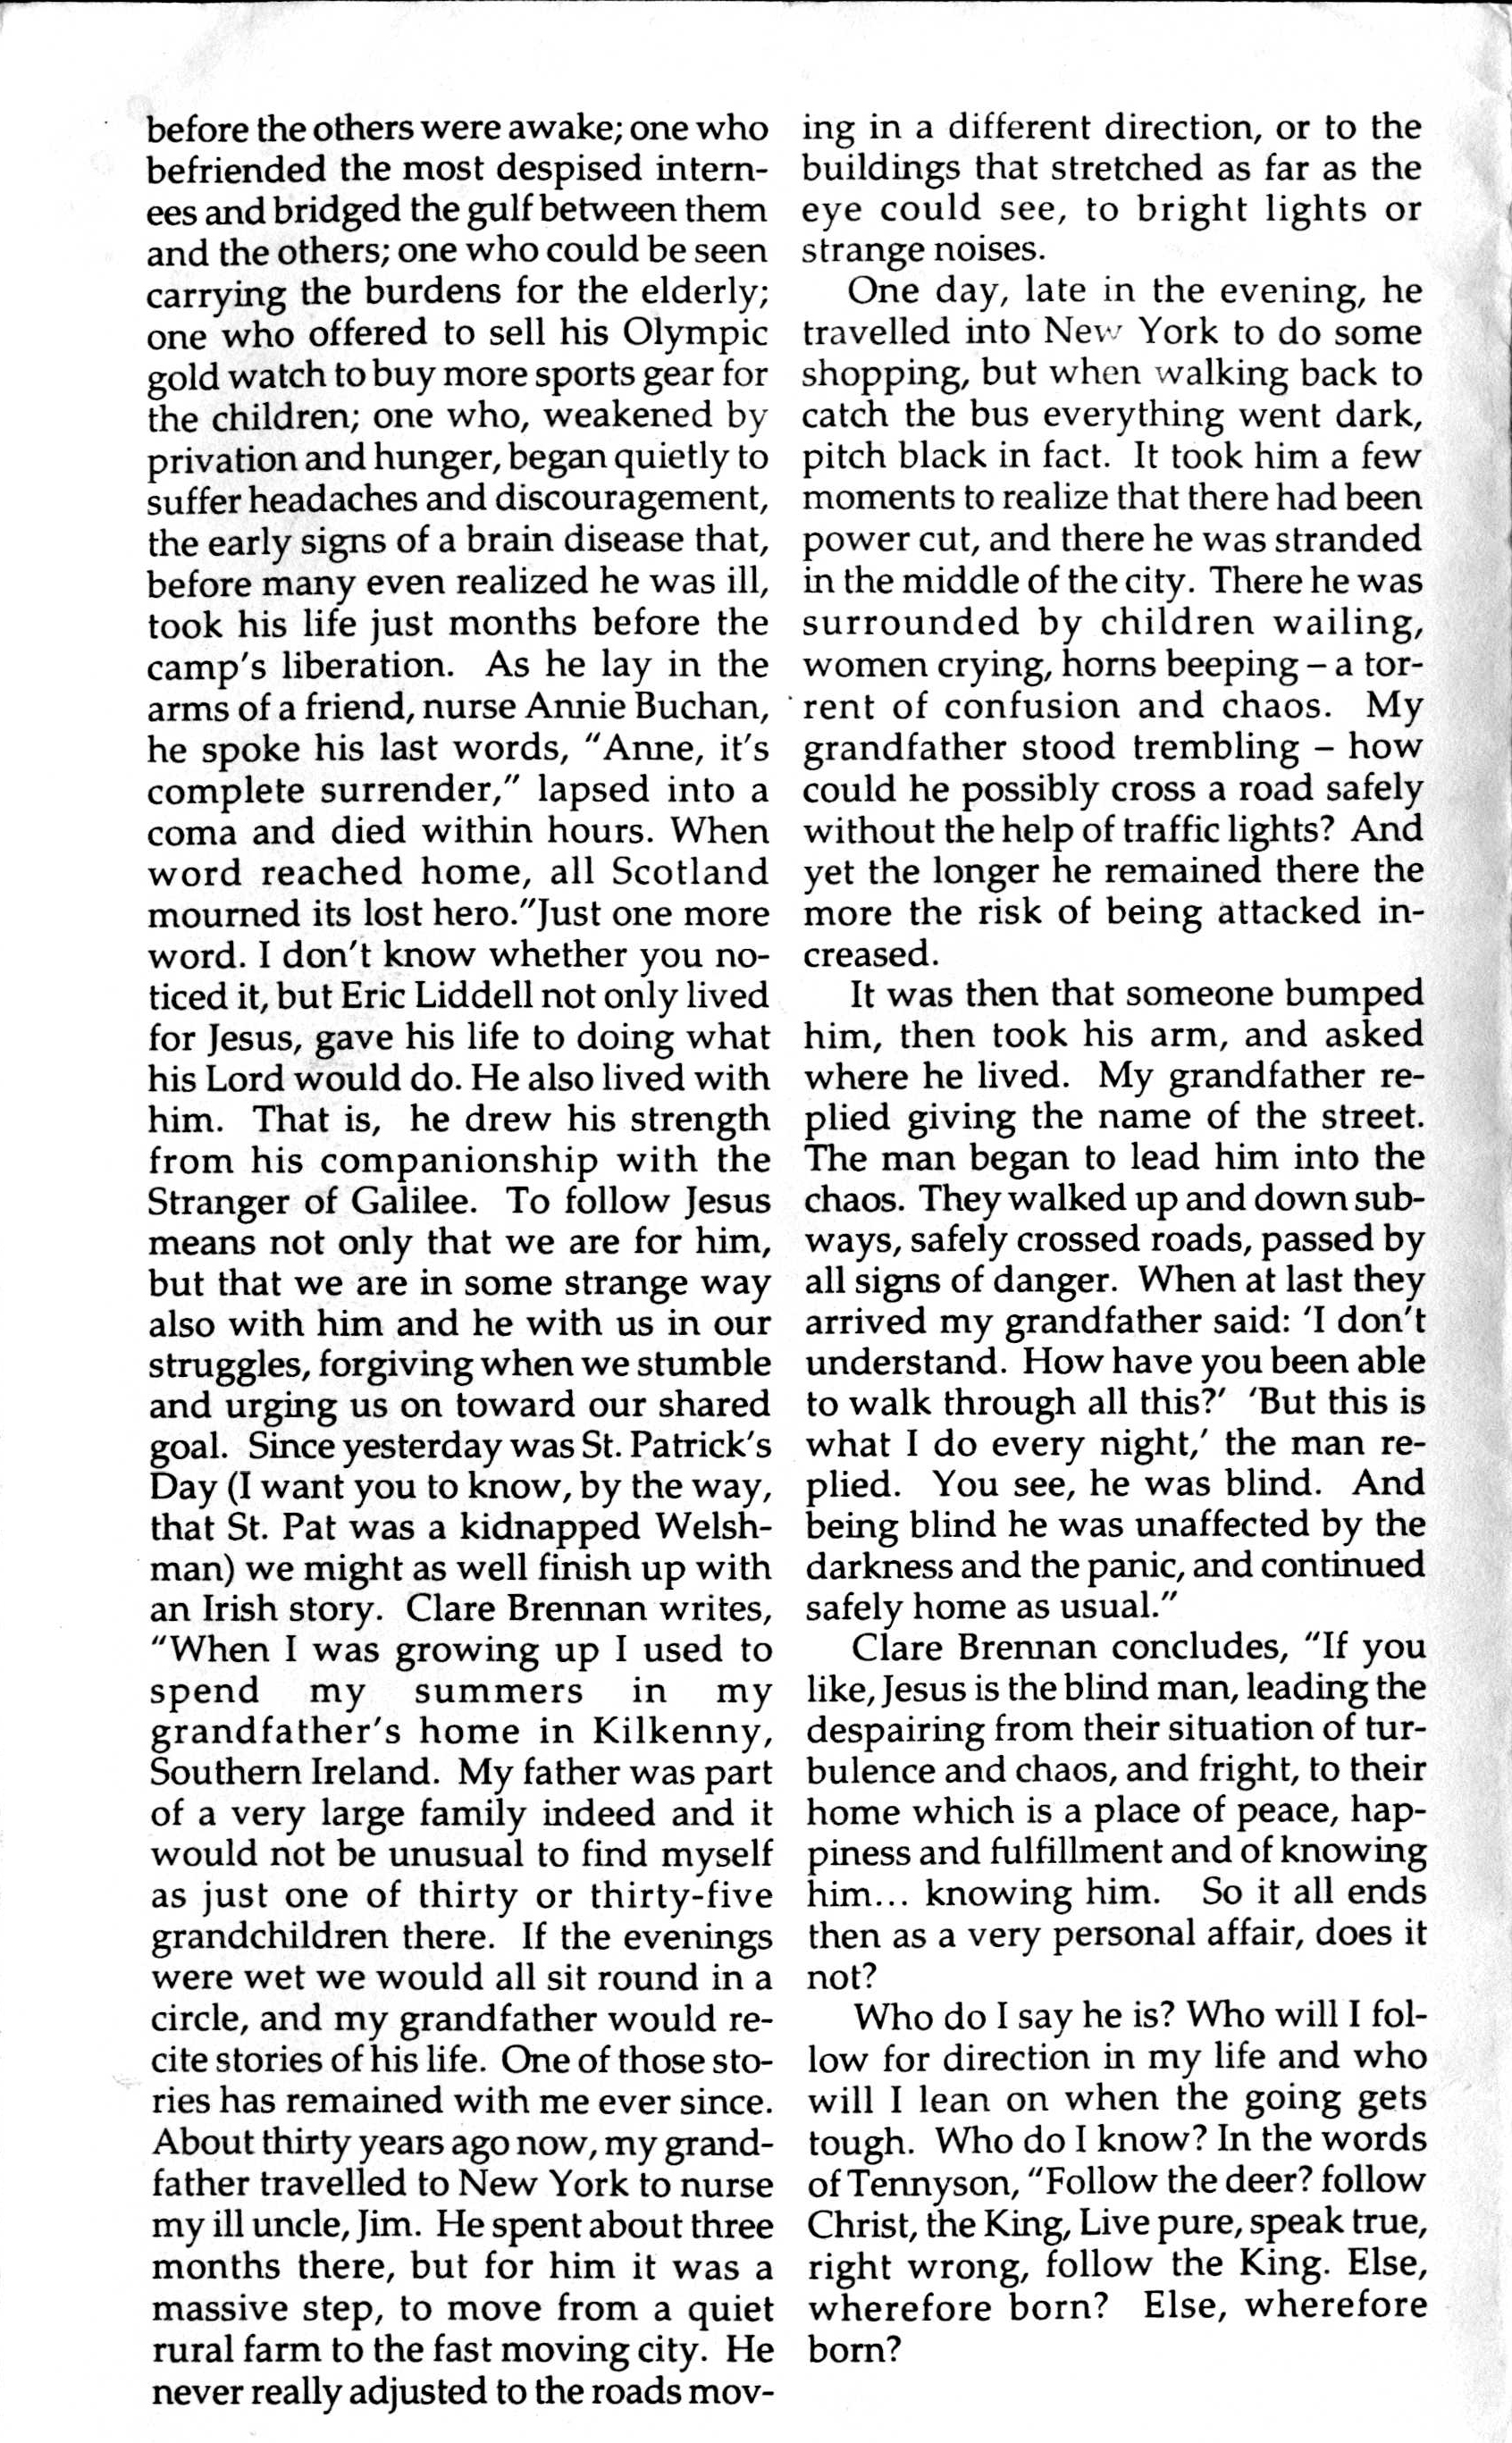 before the others were awake; one who
befriended the most despised intern-
ees and bridged the gulf between them
and the others; one who could be seen
carrying the burdens for the elderly;
one who offered to sell his Olympic
gold watch to buy more sports gear for
the children; one who, weakened by
privation and hunger, began quietly to
suffer headaches and discouragement,
the early signs of a brain disease that,
before many even realized he was ill,
took his life just months before the
camp's liberation. As he lay in the
arms of a friend, nurse Annie Buchan,
he spoke his last words, "Anne, it's
complete surrender," lapsed into a
coma and died within hours. When
word reached home, all Scotland
mourned its lost hero."Just one more
word. I don't know whether you no-
ticed it, but Eric Liddell not only lived
for Jesus, gave his life to doing what
his Lord would do. He also lived with
him. That is, he drew his strength
from his companionship with the
Stranger of Galilee. To follow Jesus
means not only that we are for him,
but that we are in some strange way
also with him and he with us in our
struggles, forgiving when we stumble
and urging us on toward our shared
goal. Since yesterday was St. Patrick's
Day (I want you to know, by the way,
that St. Pat was a kidnapped Welsh-
man) we might as well finish up with
an Irish story. Clare Brennan writes,
"When I was growing up I used to
spend my summers in my
grandfather's home in Kilkenny,
Southern Ireland. My father was part
of a very large family indeed and it
would not be unusual to find myself
as just one of thirty or thirty-five
grandchildren there. If the evenings
were wet we would all sit round in a
circle, and my grandfather would re-
cite stories of his life. One of those sto-
ries has remained with me ever since.
About thirty years ago now, my grand-
father travelled to New York to nurse
my ill uncle, Jim. He spent about three
months there, but for him it was a
massive step, to move from a quiet
rural farm to the fast moving city. He
never really adjusted to the roads mov-
ing in a different direction, or to the
buildings that stretched as far as the
eye could see, to bright lights or
strange noises.
One day, late in the evening, he
travelled into New York to do some
shopping, but when walking back to
catch the bus everything went dark,
pitch black in fact. It took him a few
moments to realize that there had been
power cut, and there he was stranded
in the middle of the city. There he was
surrounded by children wailing,
women crying, horns beeping – a tor-
rent of confusion and chaos. My
grandfather stood trembling – how
could he possibly cross a road safely
without the help of traffic lights? And
yet the longer he remained there the
more the risk of being attacked in-
creased.
It was then that someone bumped
him, then took his arm, and asked
where he lived. My grandfather re-
plied giving the name of the street.
The man began to lead him into the
chaos. They walked up and down sub-
ways, safely crossed roads, passed by
all signs of danger. When at last they
arrived my grandfather said: 'I don't
understand. How have you been able
to walk through all this?' 'But this is
what I do every night,' the man re-
plied. You see, he was blind. And
being blind he was unaffected by the
darkness and the panic, and continued
safely home as usual."
Clare Brennan concludes, "If you
like, Jesus is the blind man, leading the
despairing from their situation of tur-
bulence and chaos, and fright, to their
home which is a place of peace, hap-
piness and fulfillment and of knowing
him... knowing him. So it all ends
then as a very personal affair, does it
not?
Who do I say he is? Who will I fol-
low for direction in my life and who
will I lean on when the going gets
tough. Who do I know? In the words
of Tennyson, "Follow the deer? follow
Christ, the King, Live pure, speak true,
right wrong, follow the King. Else,
wherefore born? Else, wherefore
born?